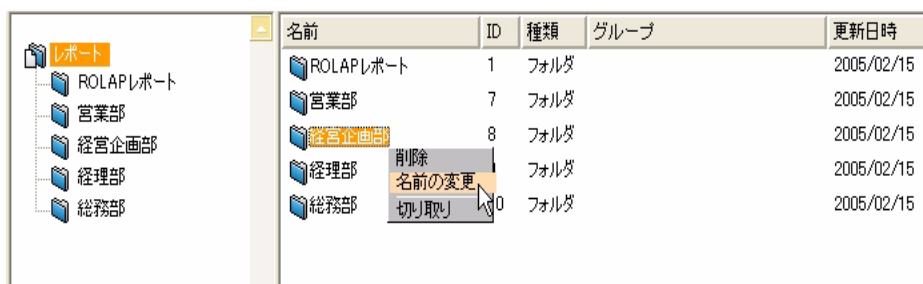 レポート
ROLAPレポート
営業部
経営企画部
経理部
総務部
名前 ID 種類 グループ 更新日時
ROLAPレポート 1 フォルダ 2005/02/15
営業部 7 フォルダ 2005/02/15
経営企画部 8 フォルダ 2005/02/15
経理部 フォルダ 2005/02/15
総務部 0 フォルダ 2005/02/15
削除
名前の変更
切り取り